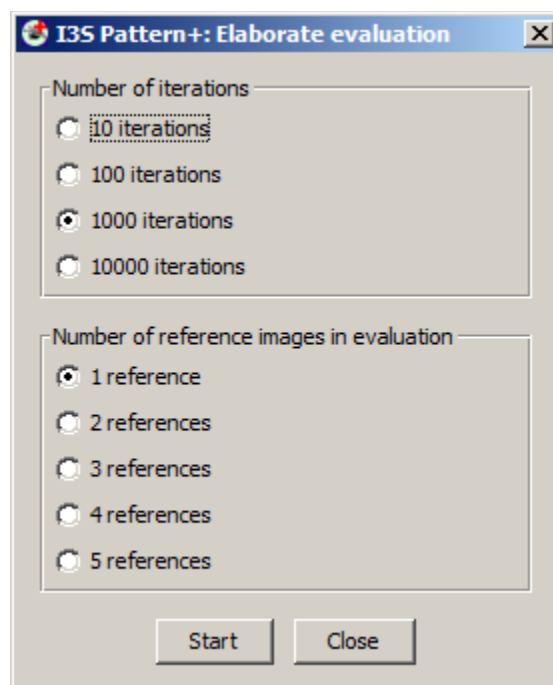 I3S Pattern+: Elaborate evaluation
Number of iterations
10 iterations
100 iterations
1000 iterations
10000 iterations
Number of reference images in evaluation
1 reference
2 references
3 references
4 references
5 references
Start Close